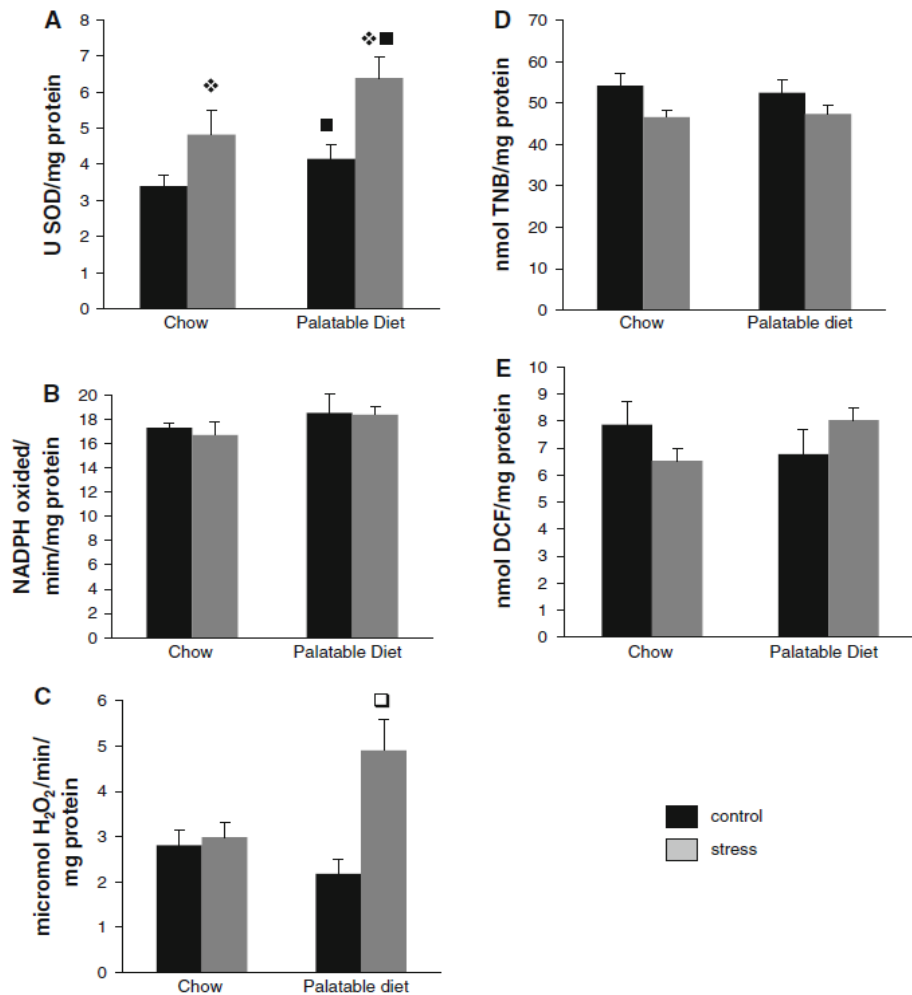 A
8
7
6
5
4
3
2
1
0
U SOD/mg protein
Chow
Palatable Diet
B
20
18
16
14
12
10
8
6
4
2
0
NADPH oxided/
mim/mg protein
Chow
Palatable Diet
C
6
5
4
3
2
1
0
micromol H₂O₂/min/
mg protein
Chow
Palatable diet
D
70
60
50
40
50
20
10
0
nmol TNB/mg protein
Chow
Palatable diet
E
10
9
8
7
6
5
4
3
2
1
0
nmol DCF/mg protein
Chow
Palatable Diet
control
stress